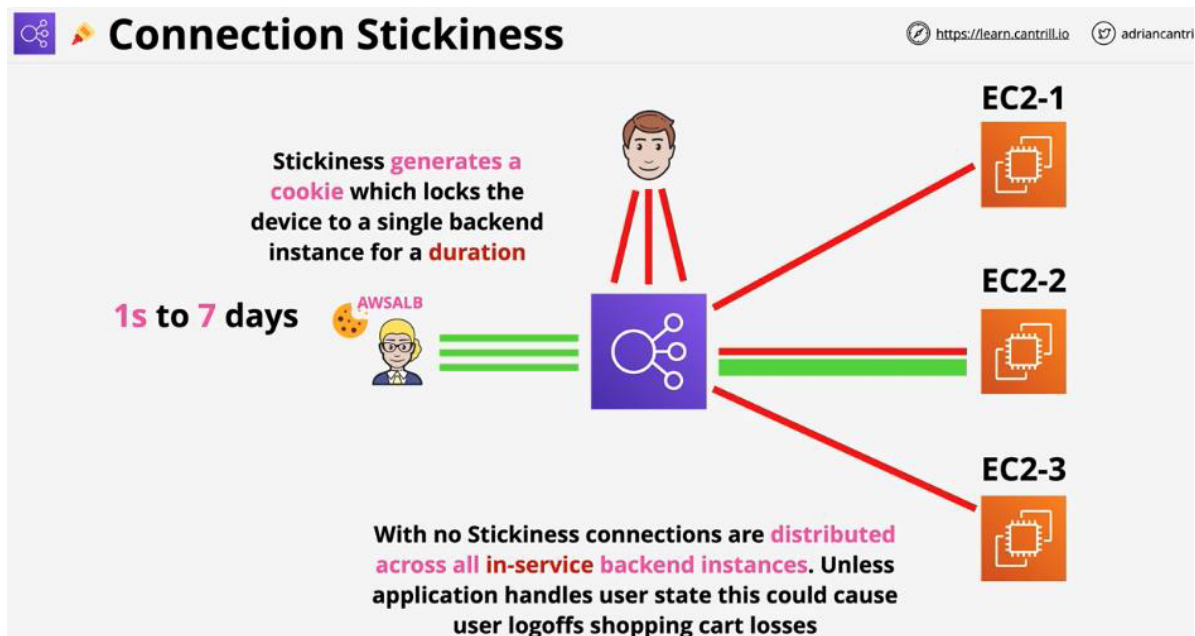 Connection Stickiness
https://learn.cantrill.io
adriancantri
EC2-1
Stickiness generates a
cookie which locks the
device to a single backend
instance for a duration
EC2-2
1s to 7 days
AWSALB
EC2-3
With no Stickiness connections are distributed
across all in-service backend instances. Unless
application handles user state this could cause
user logoffs shopping cart losses